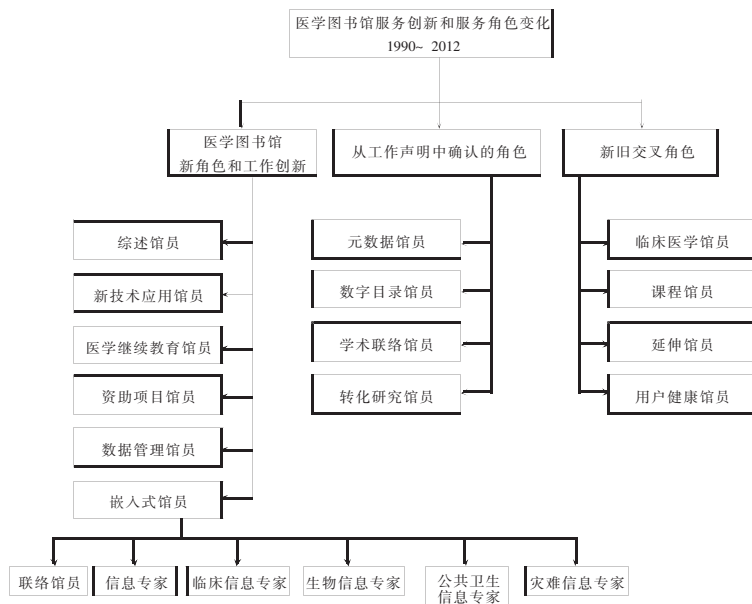 医学图书馆服务创新和服务角色变化
1990~ 2012
医学图书馆
新角色和工作创新
从工作声明中确认的角色
新旧交叉角色
综述馆员
新技术应用馆员
医学继续教育馆员
资助项目馆员
数据管理馆员
嵌入式馆员
元数据馆员
数字目录馆员
学术联络馆员
转化研究馆员
临床医学馆员
课程馆员
延伸馆员
用户健康馆员
联络馆员
信息专家
临床信息专家
生物信息专家
公共卫生
信息专家
灾难信息专家